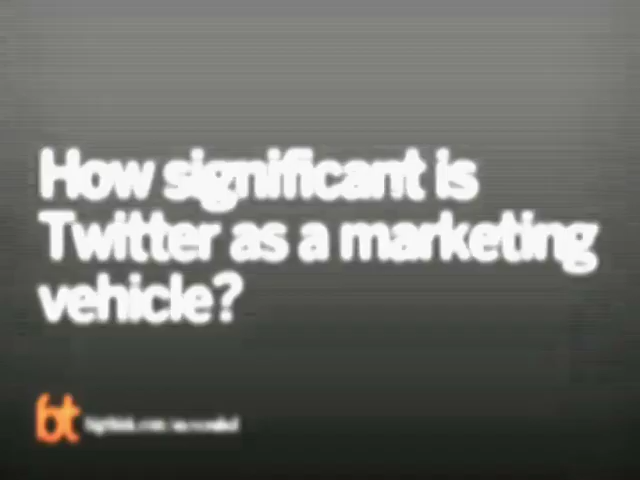 How significant is
Twitter as a marketing
vehicle?
bt